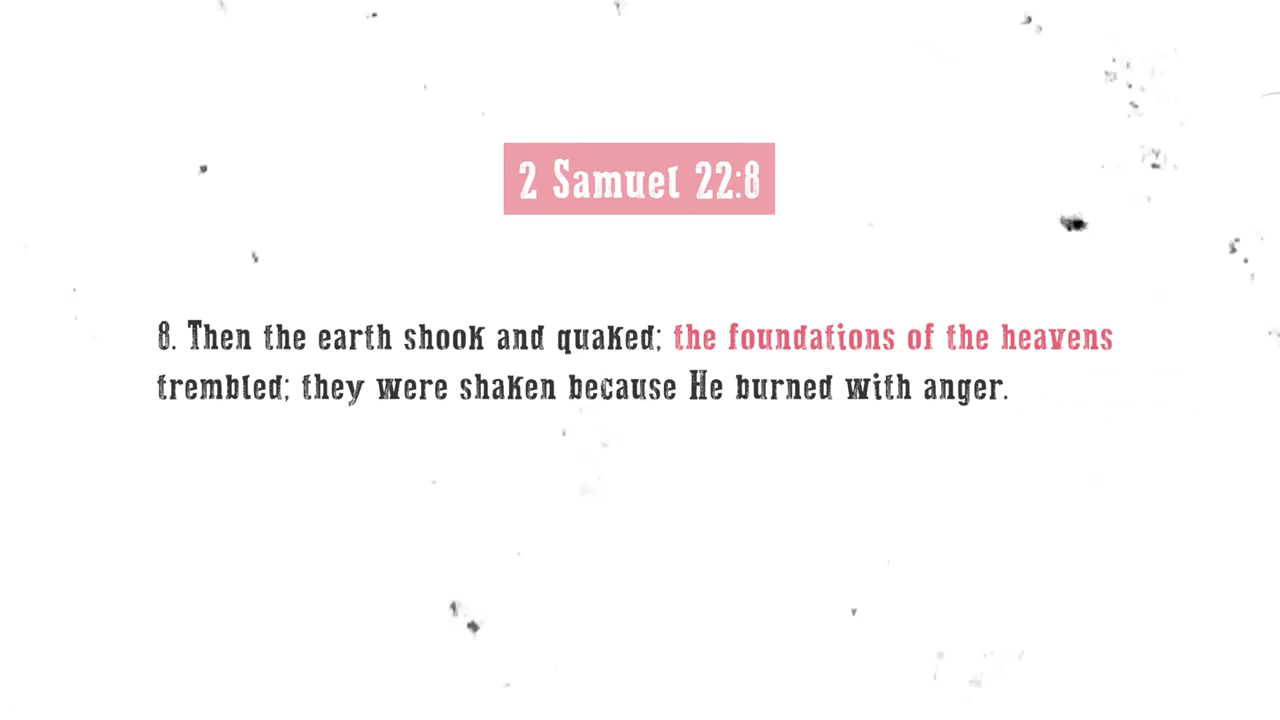 2 Samuel 22:8
8. Then the earth shook and quaked; the foundations of the heavens
trembled; they were shaken because He burned with anger.